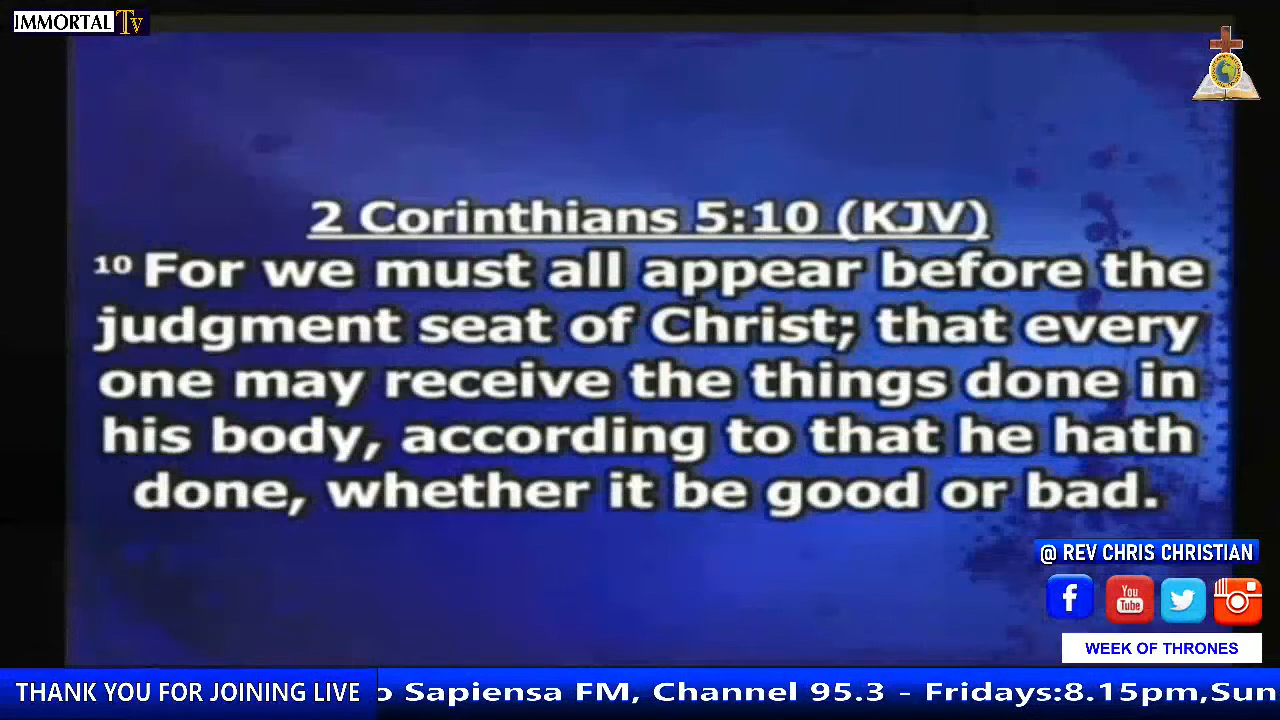 IMMORTAL Tv
2 Corinthians 5:10 (KJV)
10 For we must all appear before the
judgment seat of Christ; that every
one may receive the things done in
his body, according to that he hath
done, whether it be good or bad.
@ REV CHRIS CHRISTIAN
f You Tube
WEEK OF THRONES
THANK YOU FOR JOINING LIVE
o Sapiensa FM, Channel 95.3 - Fridays:8.15pm,Sun